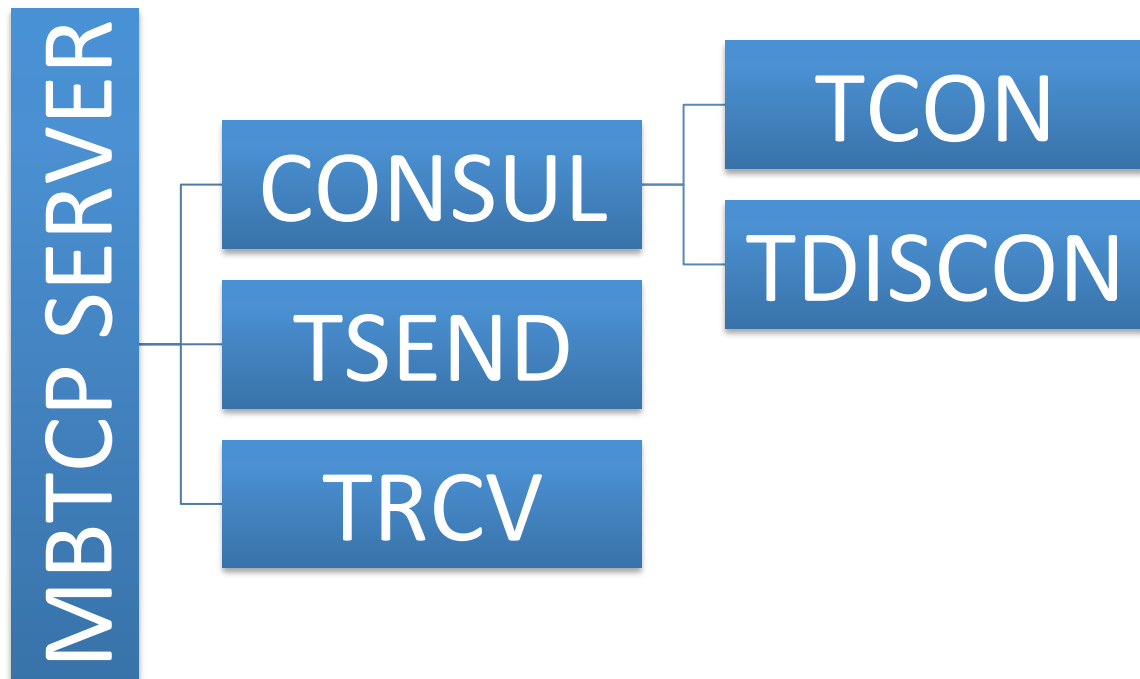 MBTCP SERVER
CONSUL
TSEND
TRCV
TCON
TDISCON